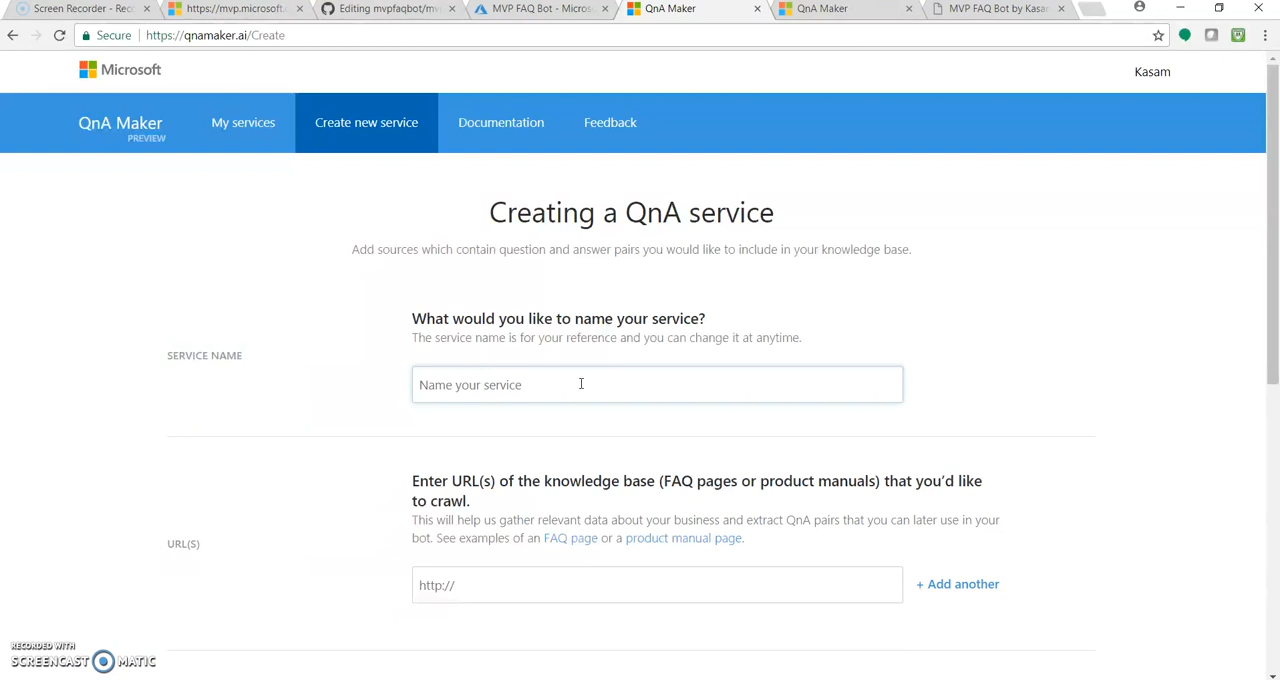 Screen Recorder - Rec
https://mvp.microsoft.
Editing mvpfaqbot/mv
MVP FAQ Bot - Micros
QnA Maker
QnA Maker
MVP FAQ Bot by Kasa
Secure
https://qnamaker.ai/Create
Microsoft
Kasam
QnA Maker
PREVIEW
My services
Create new service
Documentation
Feedback
Creating a QnA service
Add sources which contain question and answer pairs you would like to include in your knowledge base.
What would you like to name your service?
The service name is for your reference and you can change it at anytime.
SERVICE NAME
Name your service
Enter URL(s) of the knowledge base (FAQ pages or product manuals) that you'd like
to crawl.
This will help us gather relevant data about your business and extract QnA pairs that you can later use in your
bot. See examples of an FAQ page or a product manual page.
URL(S)
http://
+ Add another
RECORDED WITH
SCREENCAST MATIC